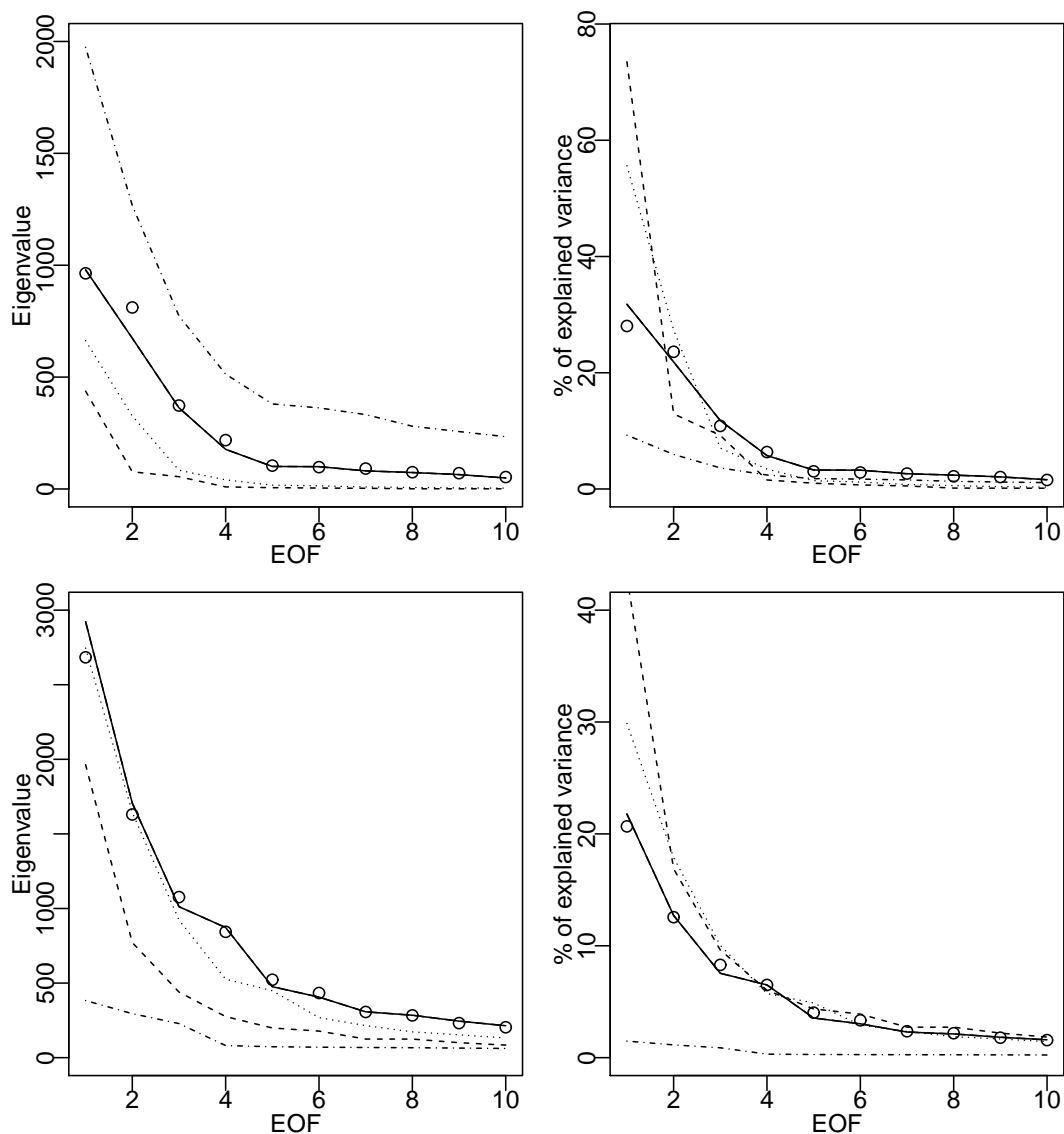 Eigenvalue
0 500 1000 1500 2000
2 4 6 8 10
EOF
% of explained variance
0 20 40 60 80
2 4 6 8 10
EOF
Eigenvalue
0 500 1000 2000 3000
2 4 6 8 10
EOF
% of explained variance
0 10 20 30 40
2 4 6 8 10
EOF